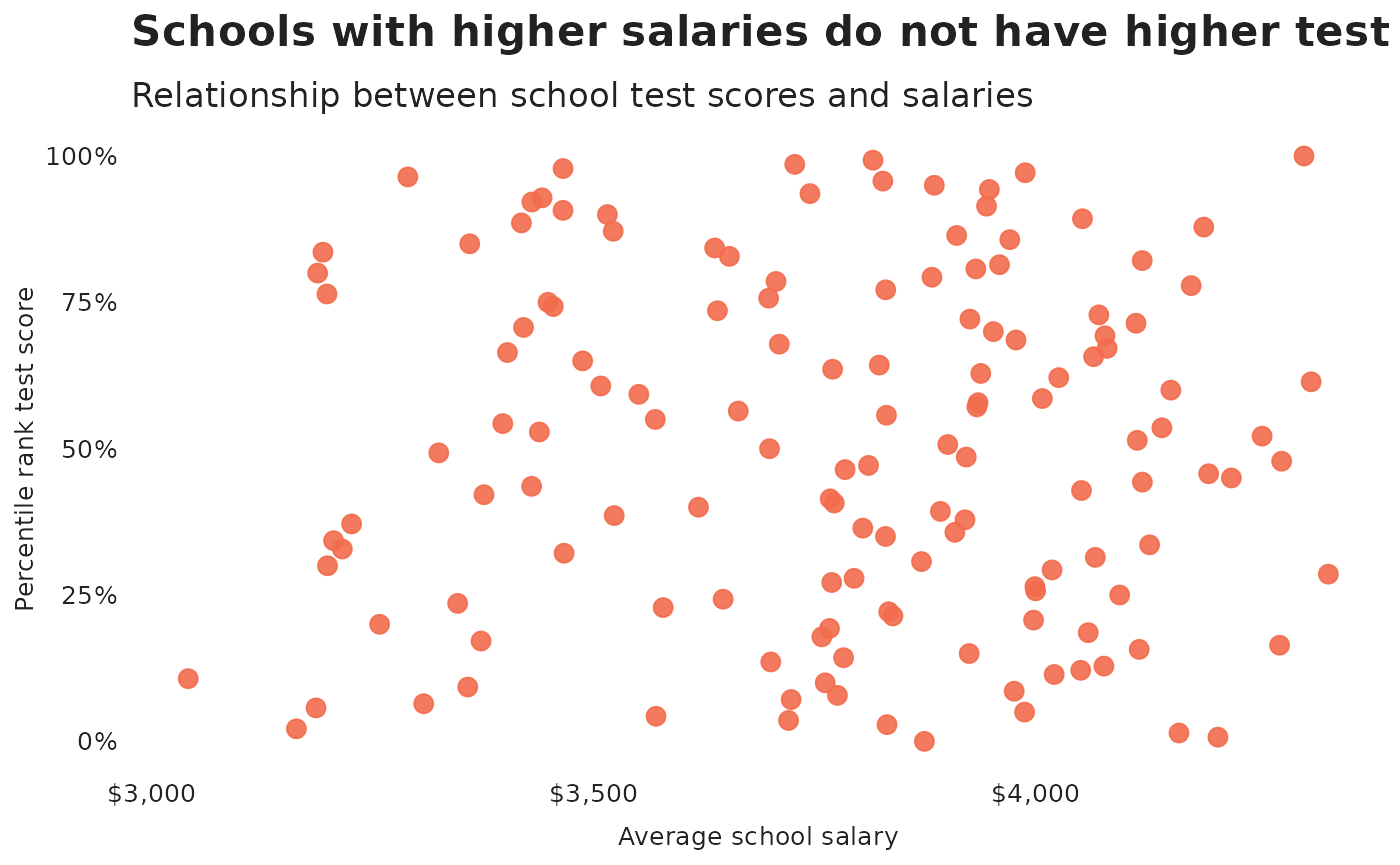 Schools with higher salaries do not have higher test
Relationship between school test scores and salaries
100%
75%
50%
25%
0%
Percentile rank test score
$3,000
$3,500
$4,000
Average school salary